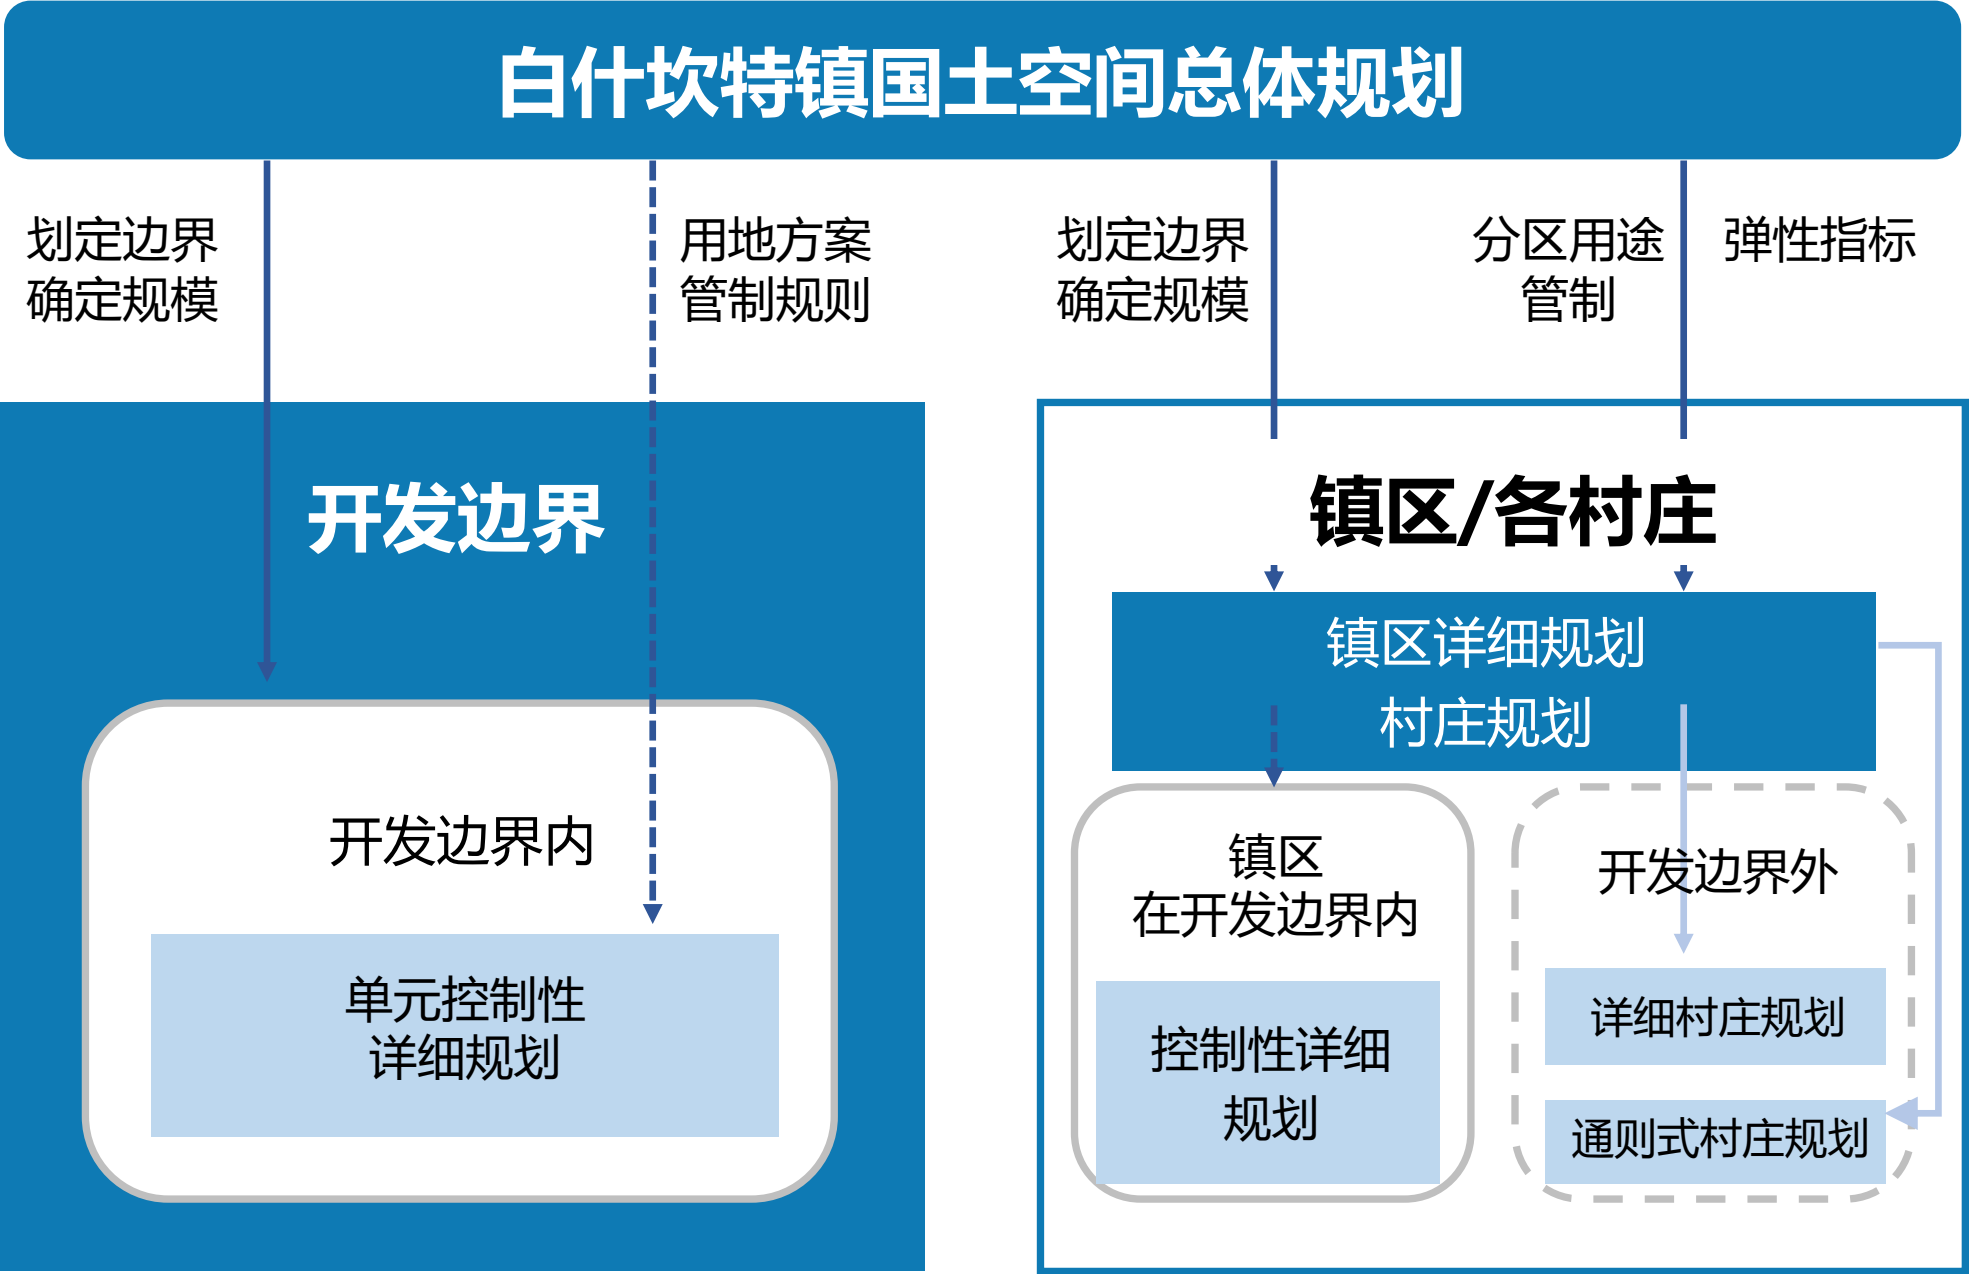 白什坎特镇国土空间总体规划
划定边界
确定规模
用地方案
管制规则
划定边界
确定规模
分区用途
管制
弹性指标
开发边界
开发边界内
单元控制性
详细规划
镇区/各村庄
镇区详细规划
村庄规划
镇区
在开发边界内
控制性详细
规划
开发边界外
详细村庄规划
通则式村庄规划